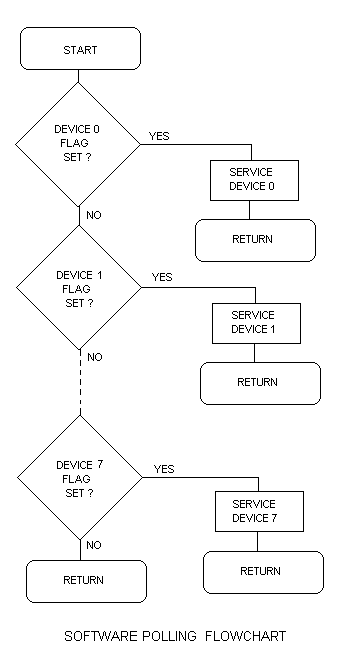 START
DEVICE 0
FLAG
SET ?
YES
SERVICE
DEVICE 0
RETURN
NO
DEVICE 1
FLAG
SET ?
YES
SERVICE
DEVICE 1
RETURN
NO
DEVICE 7
FLAG
SET ?
YES
SERVICE
DEVICE 7
RETURN
NO
RETURN
SOFTWARE POLLING FLOWCHART